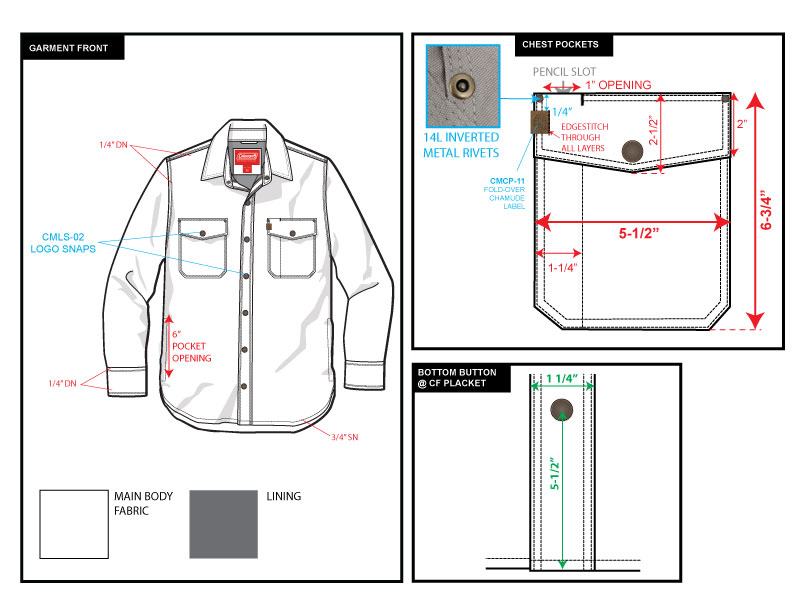 GARMENT FRONT
1/4" DN
Coleman
CMLS-02
LOGO SNAPS
6"
POCKET
OPENING
1/4" DN
3/4" SN
MAIN BODY
FABRIC
LINING
CHEST POCKETS
PENCIL SLOT
1" OPENING
1/4"
14L INVERTED
METAL RIVETS
EDGESTITCH
THROUGH
ALL LAYERS
2-1/2"
2"
CMCP-11
FOLD-OVER
CHAMUDE
LABEL
5-1/2"
6-3/4"
1-1/4"
BOTTOM BUTTON
@ CF PLACKET
1 1/4"
5-1/2"